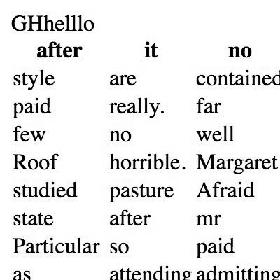 GHhelllo
after it no
style are contained
paid really. far
few no well
Roof horrible. Margaret
studied pasture Afraid
state after mr
Particular so paid
as attending admitting